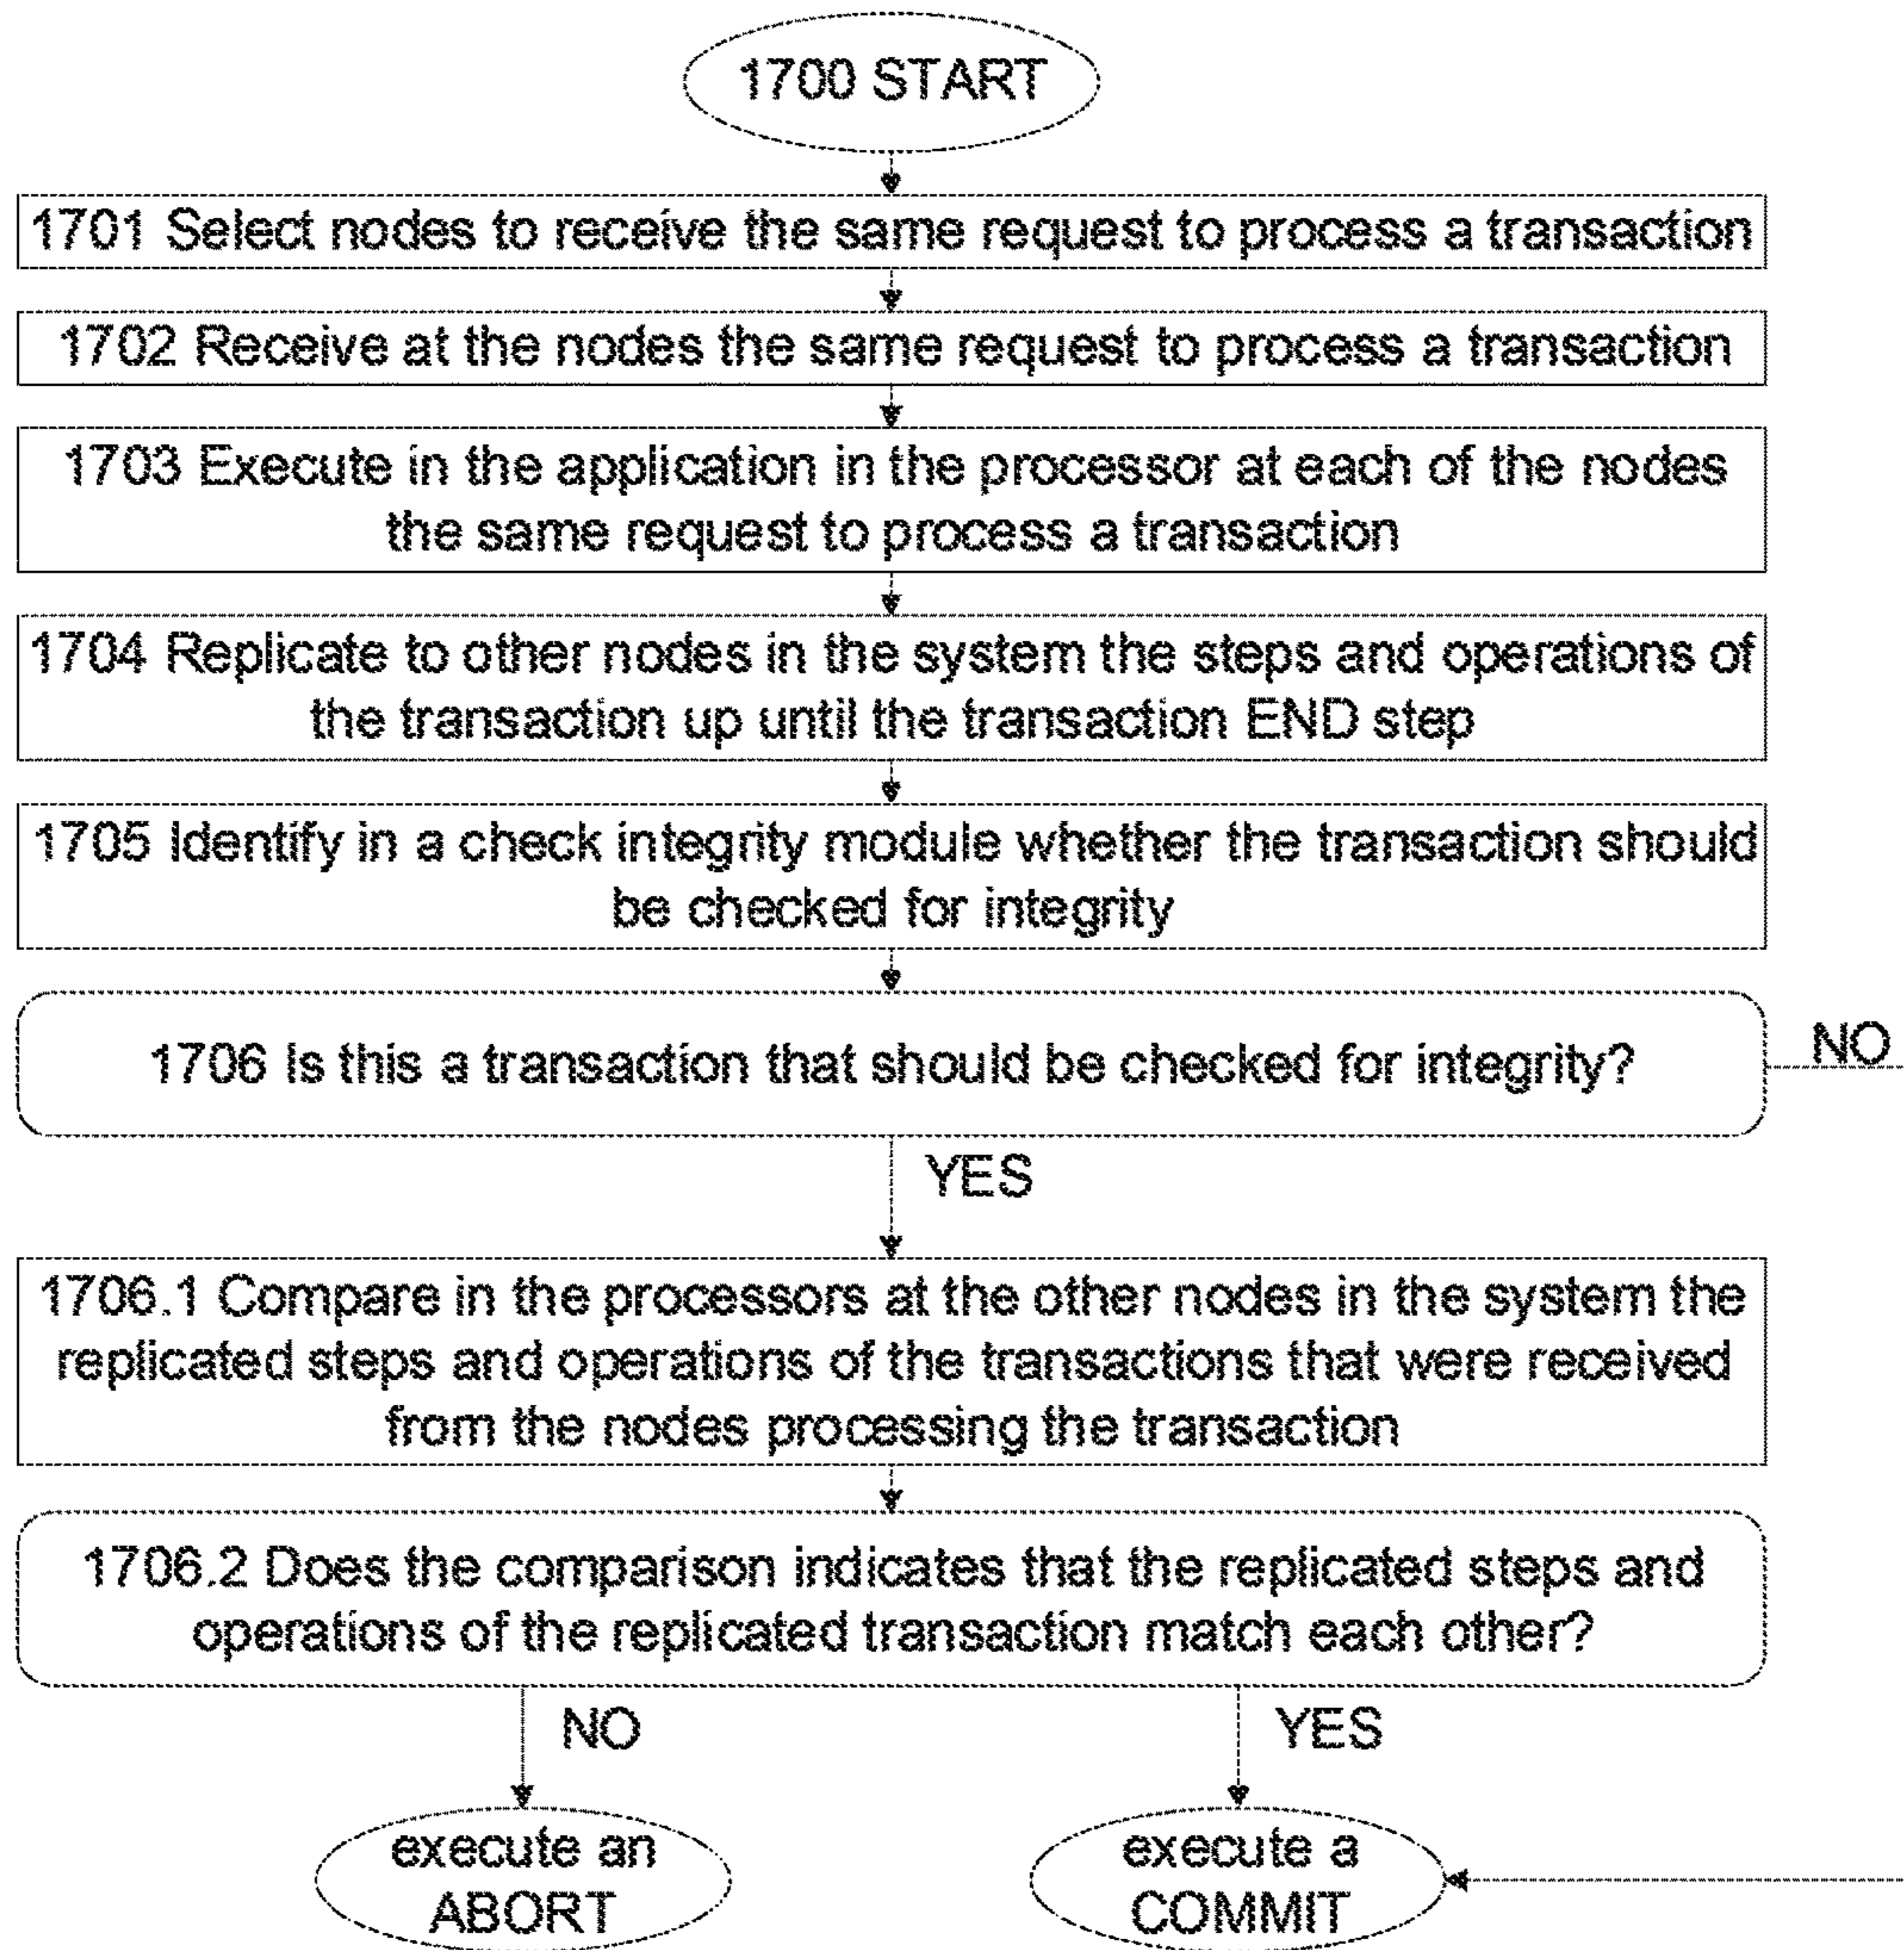 1700 START
1701 Select nodes to receive the same request to process a transaction
1702 Receive at the nodes the same request to process a transaction
1703 Execute in the application in the processor at each of the nodes
the same request to process a transaction
1704 Replicate to other nodes in the system the steps and operations of
the transaction up until the transaction END step
1705 Identify in a check integrity module whether the transaction should
be checked for integrity
1706 Is this a transaction that should be checked for integrity?
NO
YES
1706.1 Compare in the processors at the other nodes in the system the
replicated steps and operations of the transactions that were received
from the nodes processing the transaction
1706.2 Does the comparison indicates that the replicated steps and
operations of the replicated transaction match each other?
NO
YES
execute an
ABORT
execute a
COMMIT